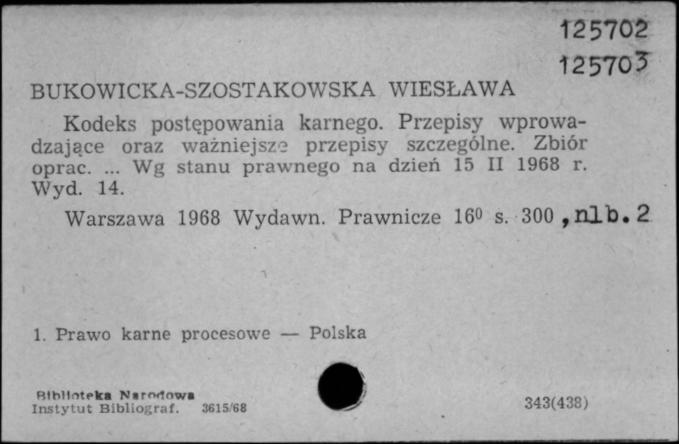 125702
125703
BUKOWICKA-SZOSTAKOWSKA WIESŁAWA
Kodeks postępowania karnego. Przepisy wprowa-
dzające oraz ważniejsze przepisy szczególne. Zbiór
oprac. ... Wg stanu prawnego na dzień 15 II 1968 r.
Wyd. 14.
Warszawa 1968 Wydawn. Prawnicze 16⁰ s. 300 , nlb. 2
1. Prawo karne procesowe — Polska
Biblioteka Narodowa
Instytut Bibliograf. 3615/68
343(438)